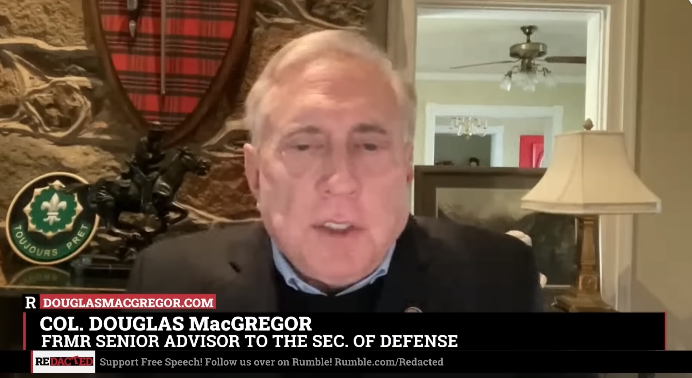 TOUJOURS PRET
R DOUGLASMACGREGOR.COM
COL. DOUGLAS MacGREGOR
FRMR SENIOR ADVISOR TO THE SEC. OF DEFENSE
REDACTED Support Free Speech! Follow us over on Rumble! Rumble.com/Redacted